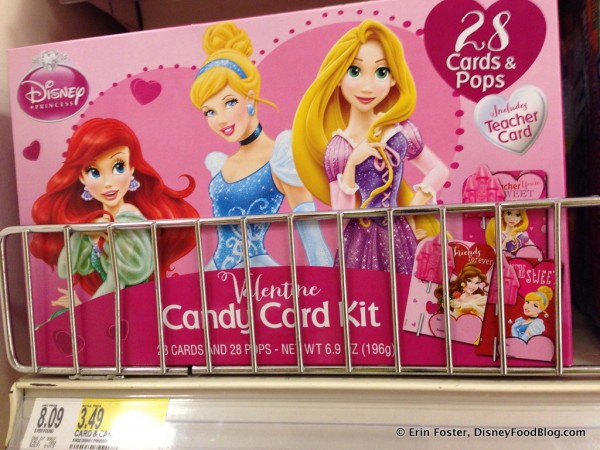 28
Cards &
Pops
Includes
Teacher
Card
Disney
PRINCESS
SWEET
Friends
forever
SWEET
Valentine
Candy Card Kit
28 CARDS AND 28 POPS - NET WT 6.9 OZ (196g)
8.09
3.49
© Erin Foster, DisneyFoodBlog.com